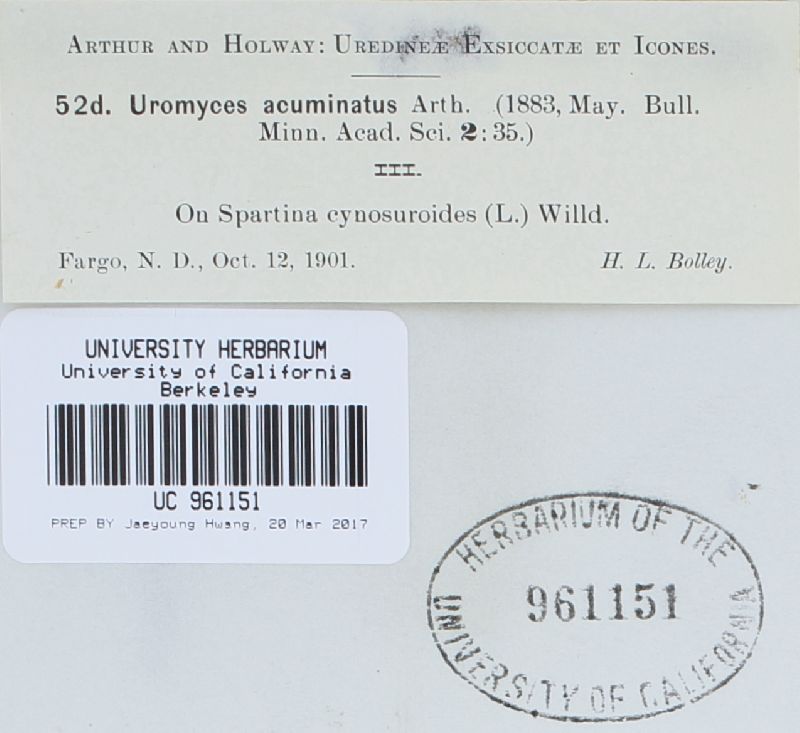 ARTHUR AND HOLWAY: UREDINEÆ EXSICCATÆ ET ICONES.
52d. Uromyces acuminatus Arth. (1883, May. Bull.
Minn. Acad. Sci. 2:35.)
III.
On Spartina cynosuroides (L.) Willd.
Fargo, N. D., Oct. 12, 1901. H. L. Bolley.
UNIVERSITY HERBARIUM
University of California
Berkeley
UC 961151
PREP BY Jaeyoung Hwang, 20 Mar 2017
HERBARIUM OF THE
961151
UNIVERSITY OF CALIFORNIA